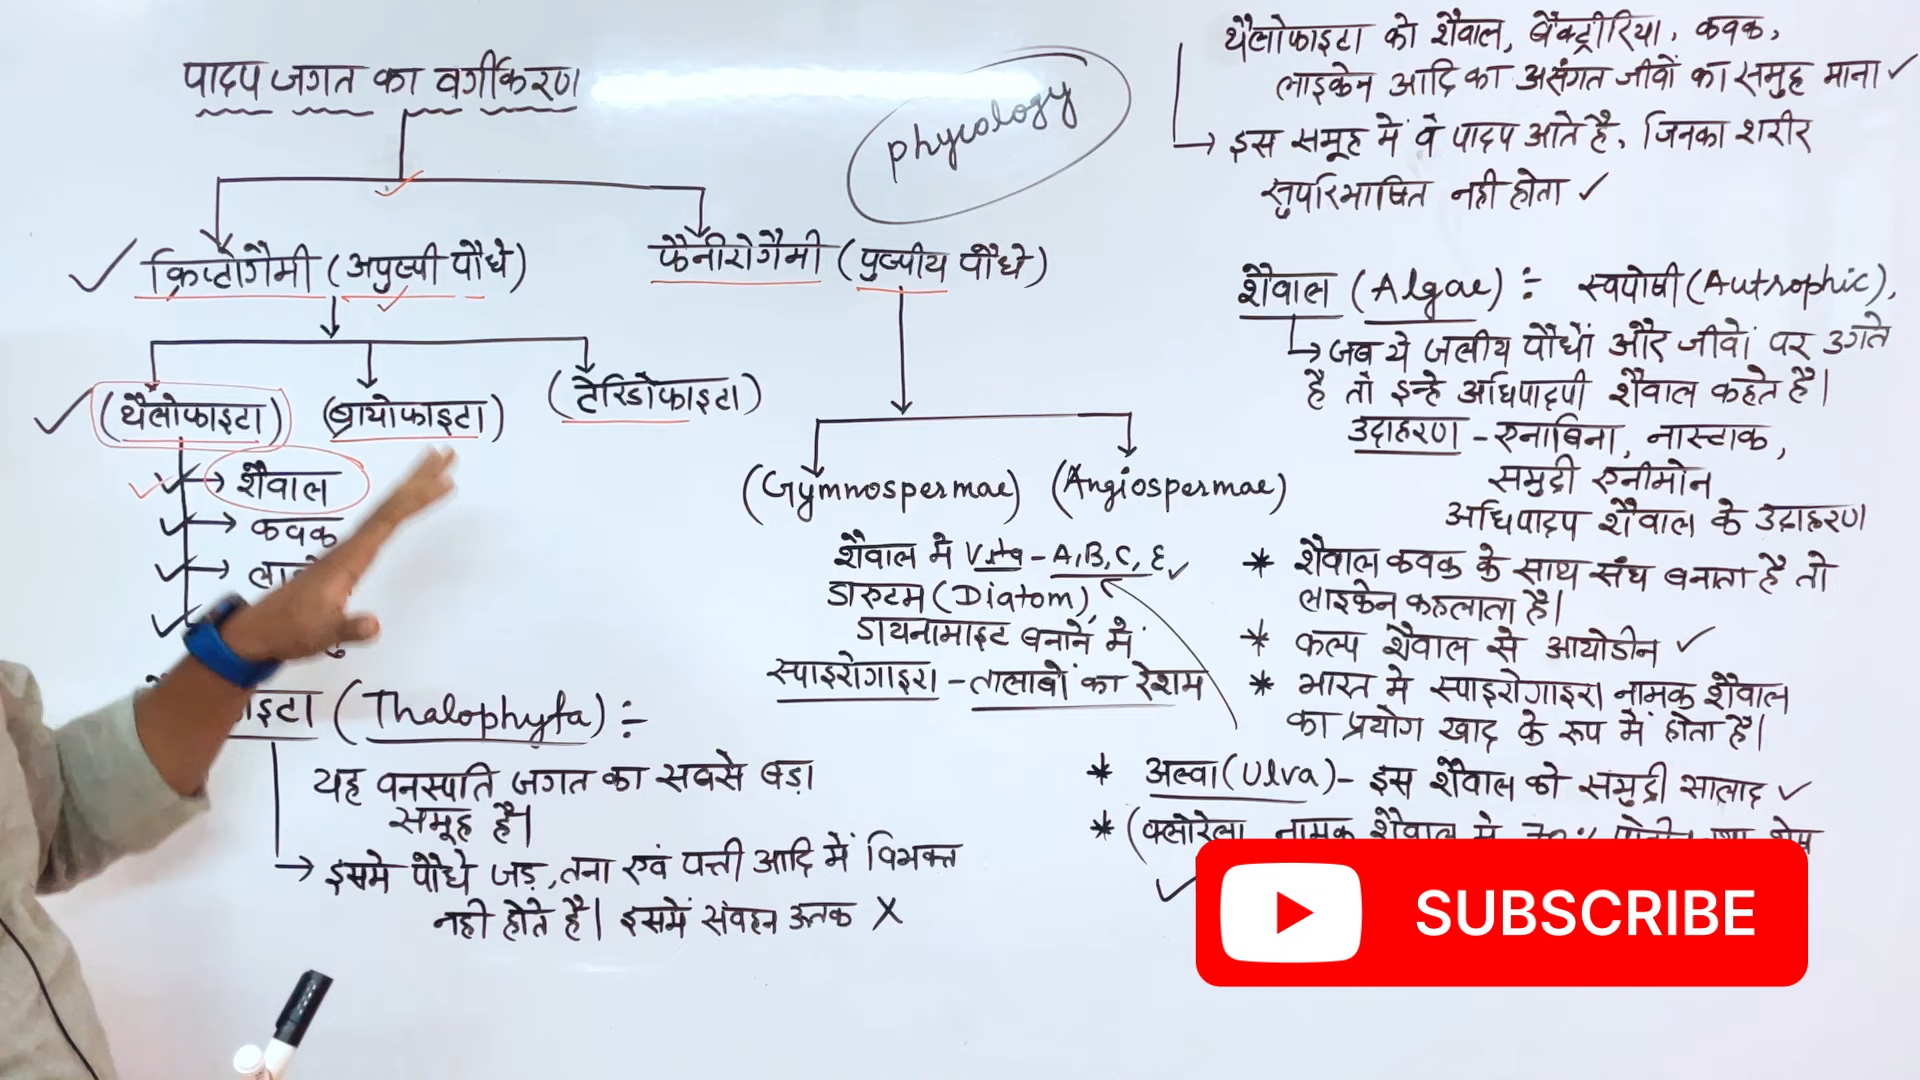 पादप जगत का वर्गीकरण
phycology
क्रिप्टोगैमी (अपुष्पी पौधे)
फैनीरोगैमी (पुष्पीय पौधे)
(थैलोफाइटा)
(ब्रायोफाइटा)
(टेरिडोफाइटा)
→ शैवाल
→ कवक
(Gymnospermae)
(Angiospermae)
शैवाल मे Vita - A, B, C, E
डाएटम (Diatom),
डायनामाइट बनाने में
स्पाइरोगाइरा - तालाबों का रेशम
(Thalophyta) :-
यह वनस्पति जगत का सबसे बड़ा
समूह है।
→ इसमे पौधे जड़, तना एवं पत्ती आदि में विभक्त
नही होते है। इसमें संवहन ऊतक X
थैलोफाइटा को शैवाल, बैक्ट्रीरिया, कवक,
लाइकेन आदि का असंगत जीवों का समुह माना
→ इस समूह में वे पादप आते है, जिनका शरीर
सुपरिभाषित नही होता
शैवाल (Algae) :- स्वपोषी (Autrophic),
→ जब ये जलीय पौधों और जीवों पर उगते
है तो इन्हे अधिपादपी शैवाल कहते है।
उदाहरण - एनाबिना, नास्टाक,
समुद्री एनीमोन
अधिपादप शैवाल के उदाहरण
* शैवाल कवक के साथ संघ बनाता है तो
लाइकेन कहलाता है।
* कल्प शैवाल से आयोडीन
* भारत मे स्पाइरोगाइरा नामक शैवाल
का प्रयोग खाद के रूप में होता है।
* अल्वा (Ulva) - इस शैवाल को समुद्री सालाद
* (क्लोरेला नामक शैवाल मे
SUBSCRIBE